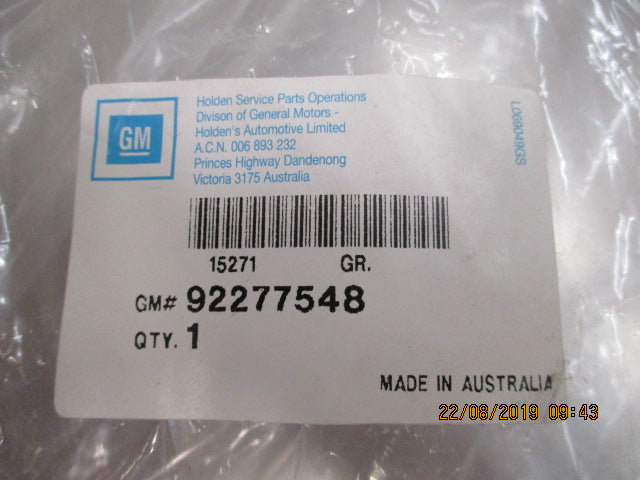 GM
Holden Service Parts Operations
Divison of General Motors -
Holden's Automotive Limited
A.C.N. 006 893 232
Princes Highway Dandenong
Victoria 3175 Australia
L069049GS
15271 GR.
GM# 92277548
QTY. 1
MADE IN AUSTRALIA
22/08/2019 09:43